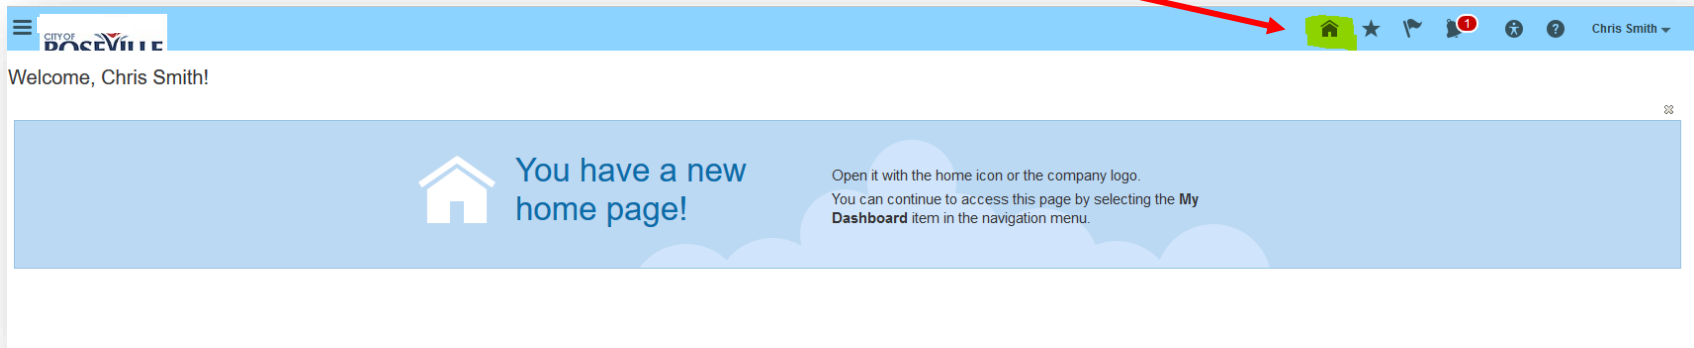 CITY OF
ROSEVILLE
1
?
Chris Smith
Welcome, Chris Smith!
You have a new
home page!
Open it with the home icon or the company logo.
You can continue to access this page by selecting the My
Dashboard item in the navigation menu.